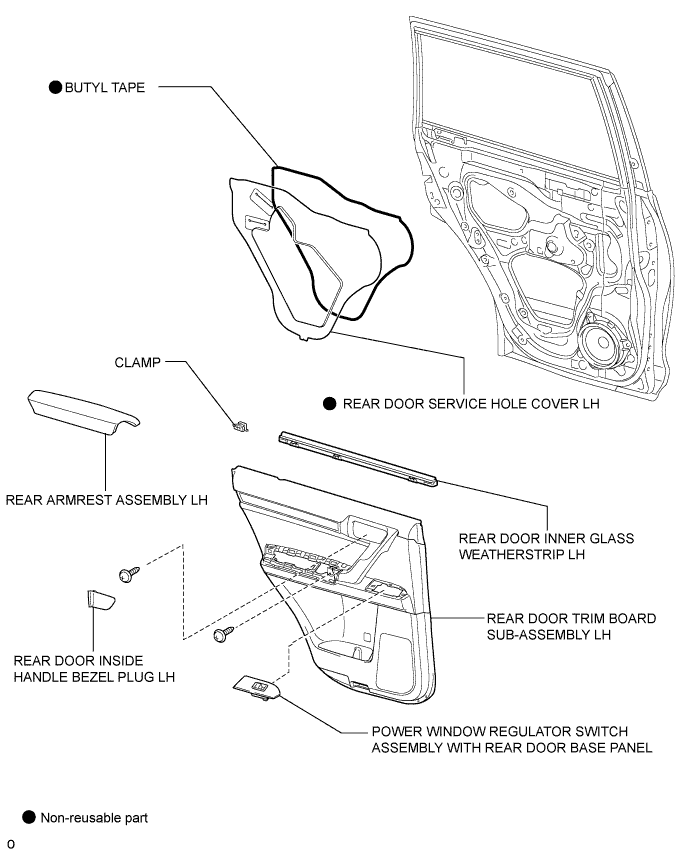 ●BUTYL TAPE
CLAMP
● REAR DOOR SERVICE HOLE COVER LH
REAR ARMREST ASSEMBLY LH
REAR DOOR INNER GLASS
WEATHERSTRIP LH
REAR DOOR TRIM BOARD
SUB-ASSEMBLY LH
REAR DOOR INSIDE
HANDLE BEZEL PLUG LH
POWER WINDOW REGULATOR SWITCH
ASSEMBLY WITH REAR DOOR BASE PANEL
● Non-reusable part
O